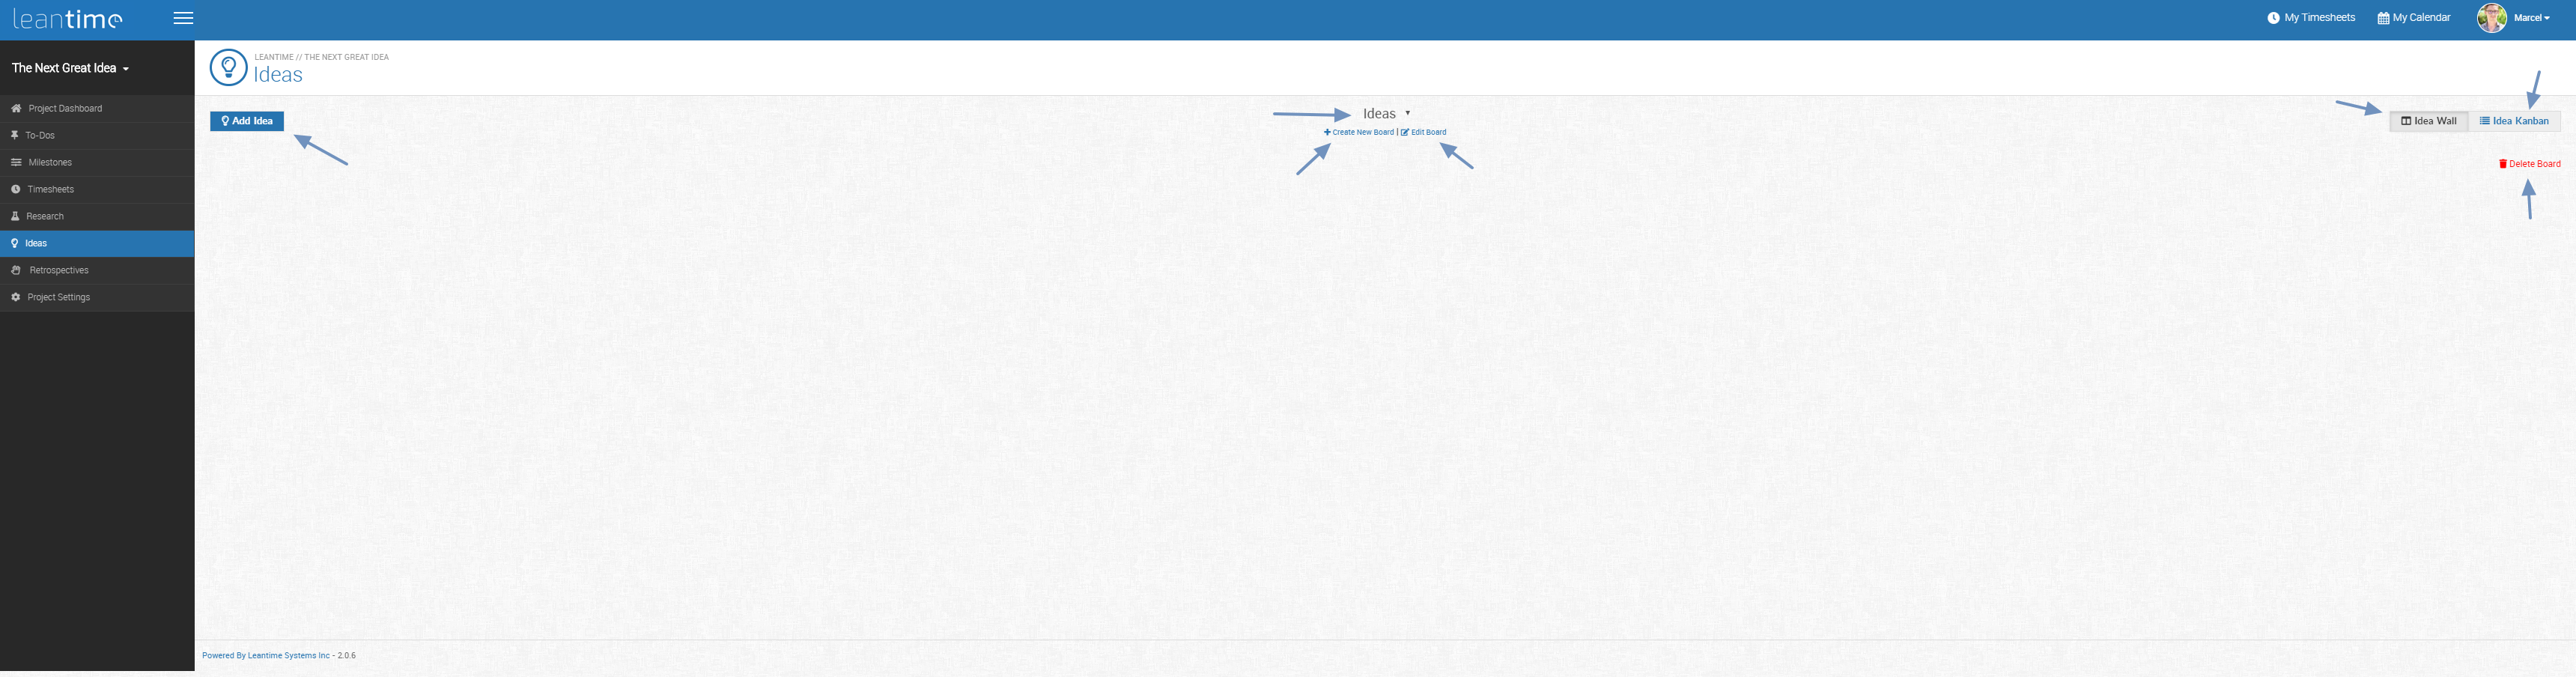 leantime
My Timesheets
My Calendar
Marcel
The Next Great Idea
LEANTIME // THE NEXT GREAT IDEA
Ideas
Project Dashboard
To-Dos
Milestones
Timesheets
Research
Ideas
Retrospectives
Project Settings
Add Idea
Ideas
Create New Board | Edit Board
Idea Wall
Idea Kanban
Delete Board
Powered By Leantime Systems Inc - 2.0.6